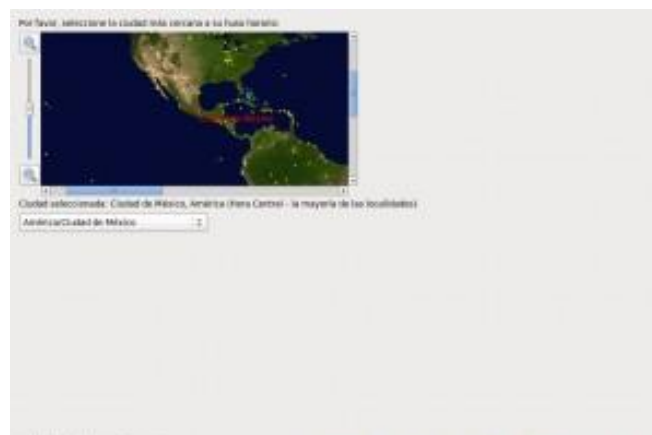 Por favor, seleccione la ciudad más cercana a su huso horario:
Ciudad seleccionada: Ciudad de México, América (Hora Central - la mayoría de las localidades)
América/Ciudad de México